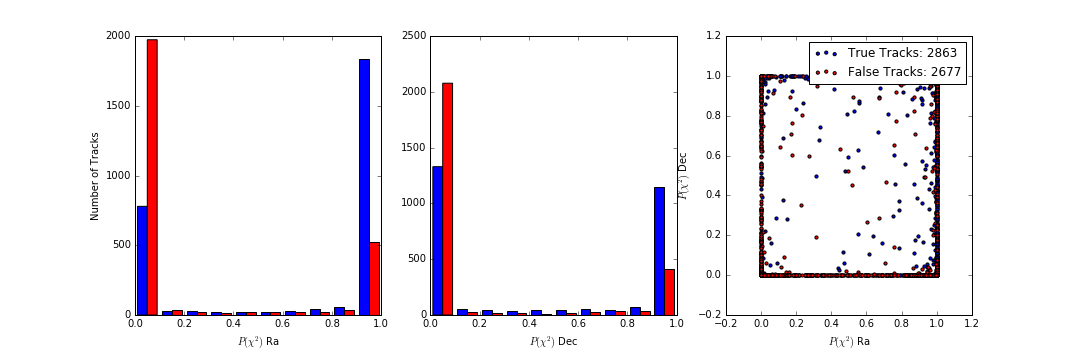 2000
1500
1000
500
0
Number of Tracks
0.0 0.2 0.4 0.6 0.8 1.0
P(χ²) Ra
2500
2000
1500
1000
500
0
0.0 0.2 0.4 0.6 0.8 1.0
P(χ²) Dec
1.2
1.0
0.8
0.6
0.4
0.2
0.0
−0.2
P(χ²) Dec
True Tracks: 2863
False Tracks: 2677
−0.2 0.0 0.2 0.4 0.6 0.8 1.0 1.2
P(χ²) Ra